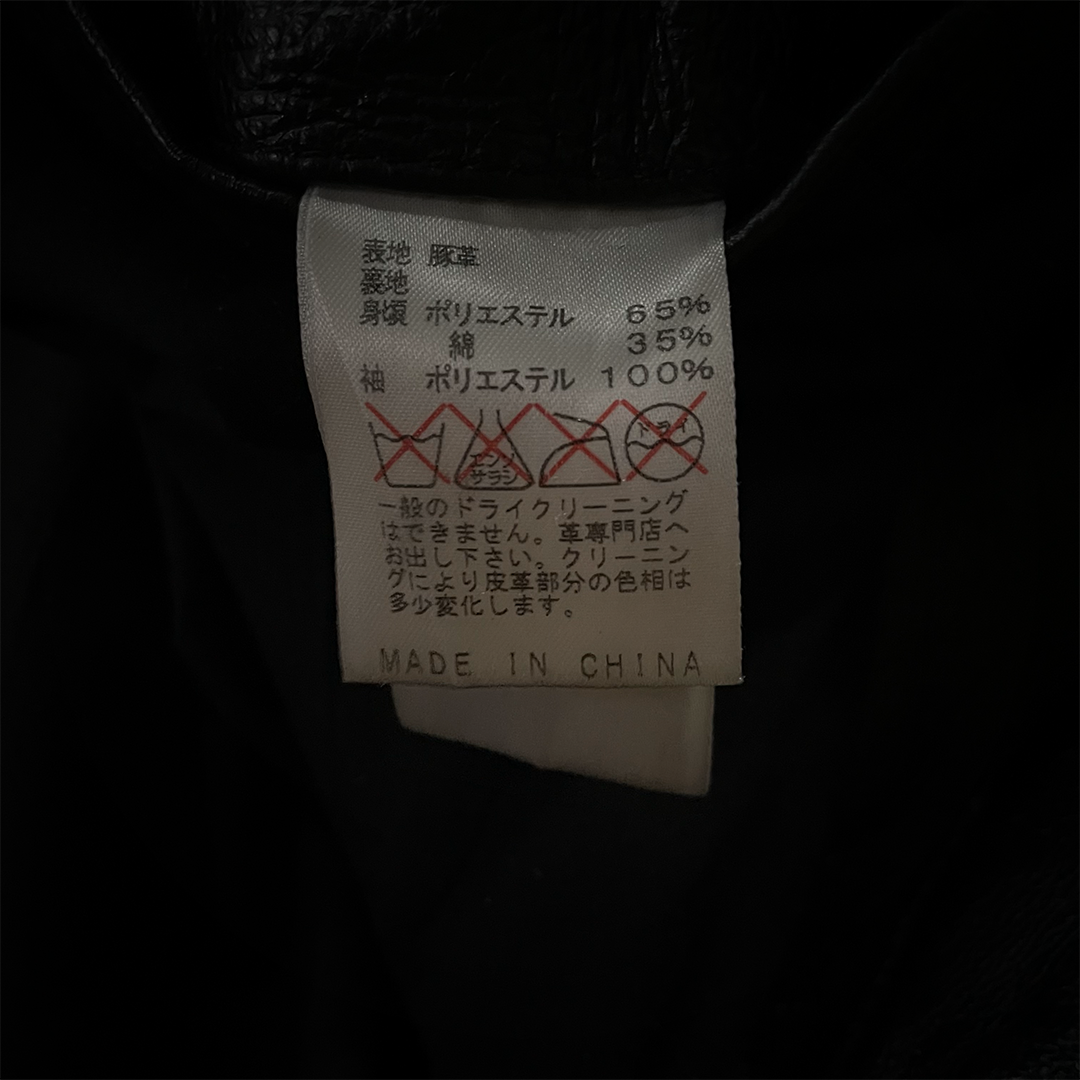 表地 豚革
裏地
身頃 ポリエステル 65%
綿 35%
袖 ポリエステル 100%
エンソ
サラシ
ドライ
一般のドライクリーニング
はできません。革専門店へ
お出し下さい。クリーニン
グにより皮革部分の色相は
多少変化します。
MADE IN CHINA